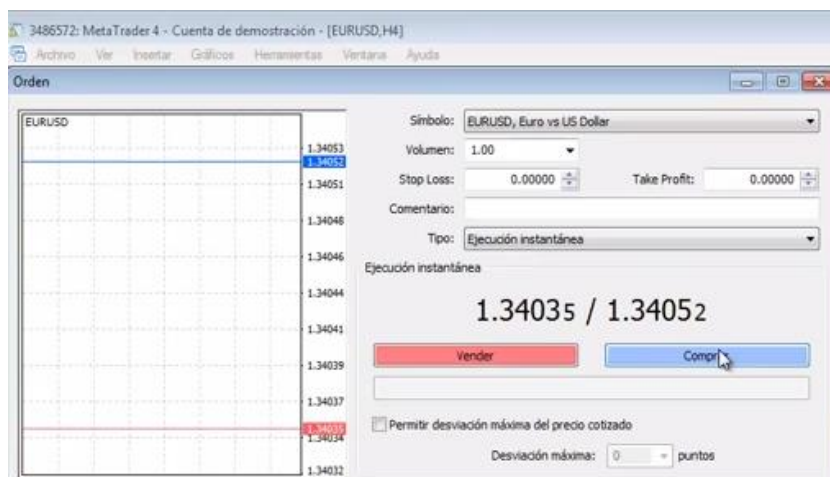 3486572: MetaTrader 4 - Cuenta de demostración - [EURUSD,H4]
Archivo Ver Insertar Gráficos Herramientas Ventana Ayuda
Orden
EURUSD
1.34053
1.34052
1.34051
1.34048
1.34046
1.34044
1.34041
1.34039
1.34037
1.34035
1.34034
1.34032
Símbolo: EURUSD, Euro vs US Dollar
Volumen: 1.00
Stop Loss: 0.00000 Take Profit: 0.00000
Comentario:
Tipo: Ejecución instantánea
Ejecución instantánea
1.34035 / 1.34052
Vender Comprar
Permitir desviación máxima del precio cotizado
Desviación máxima: 0 puntos